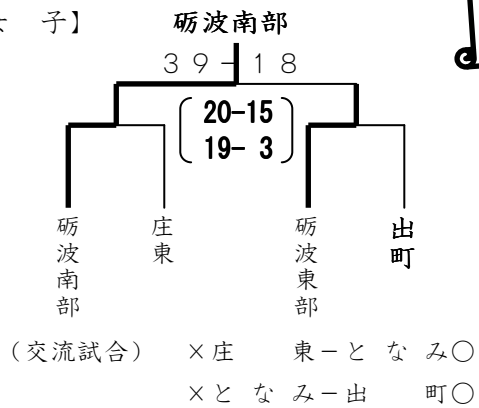 子】
砺波南部
39-18
20-15
19- 3
砺波南部
庄東
砺波東部
出町
（交流試合） ×庄　東－となみ○
×となみ－出　町○